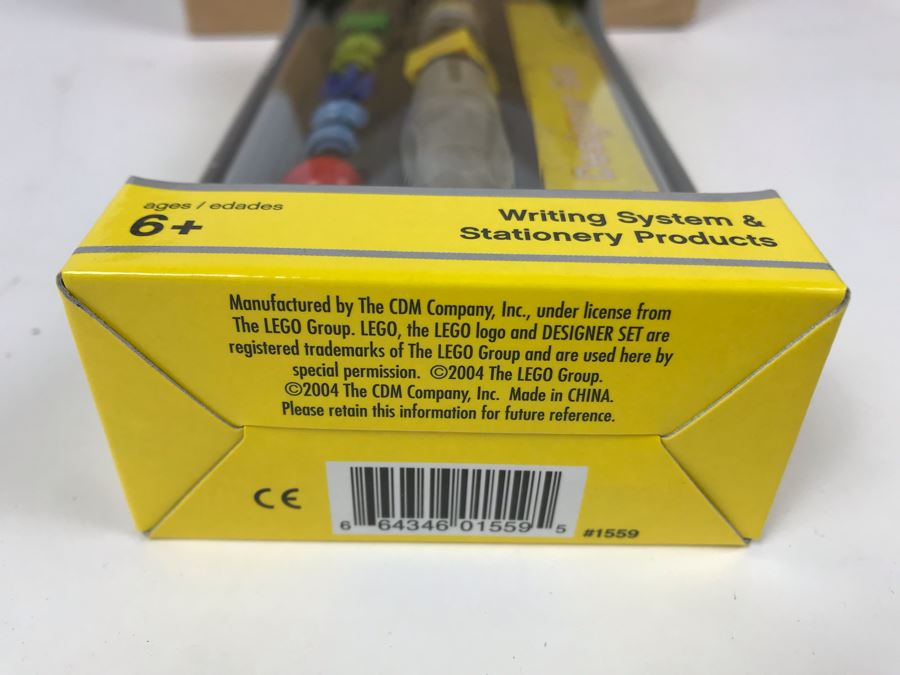 Designer Set
ages / edades
6+
Writing System &
Stationery Products
Manufactured by The CDM Company, Inc., under license from
The LEGO Group. LEGO, the LEGO logo and DESIGNER SET are
registered trademarks of The LEGO Group and are used here by
special permission. ©2004 The LEGO Group.
©2004 The CDM Company, Inc. Made in CHINA.
Please retain this information for future reference.
CE
6 64346 01559 5
#1559